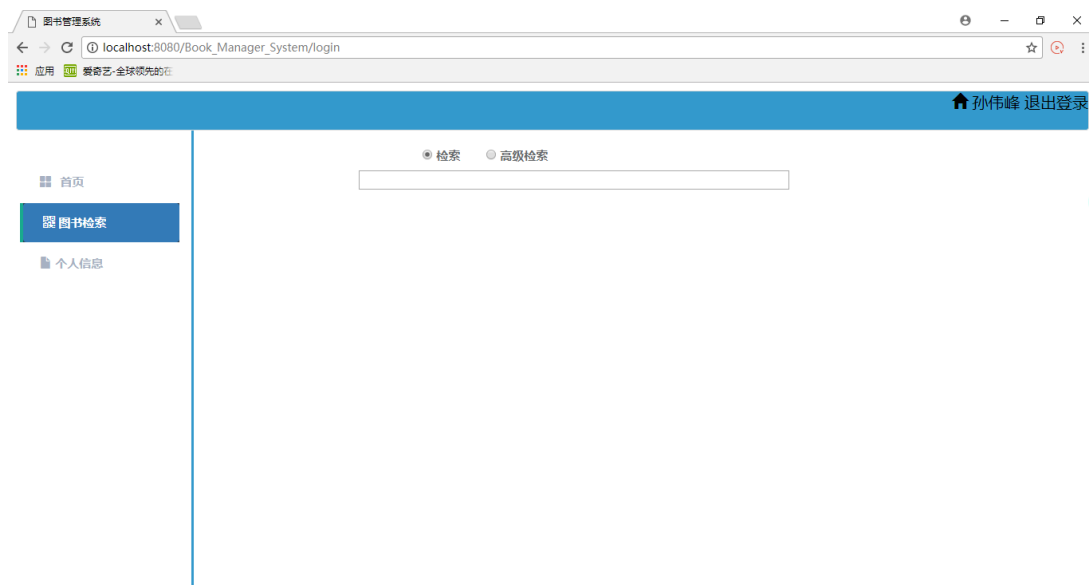 图书管理系统
localhost:8080/Book_Manager_System/login
应用 爱奇艺-全球领先的在
孙伟峰 退出登录
检索 高级检索
首页
图书检索
个人信息